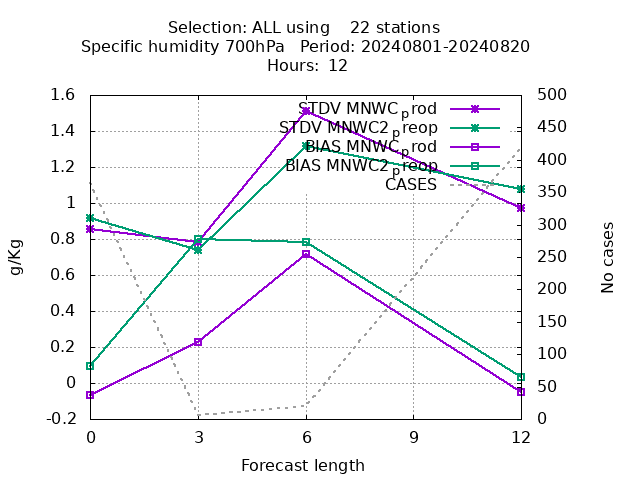 Selection: ALL using    22 stations
Specific humidity 700hPa   Period: 20240801-20240820
Hours: 12
STDV MNWC_prod
STDV MNWC2_preop
BIAS MNWC_prod
BIAS MNWC2_preop
CASES
1.6
1.4
1.2
1
0.8
0.6
0.4
0.2
0
-0.2
g/Kg
500
450
400
350
300
250
200
150
100
50
0
No cases
0 3 6 9 12
Forecast length